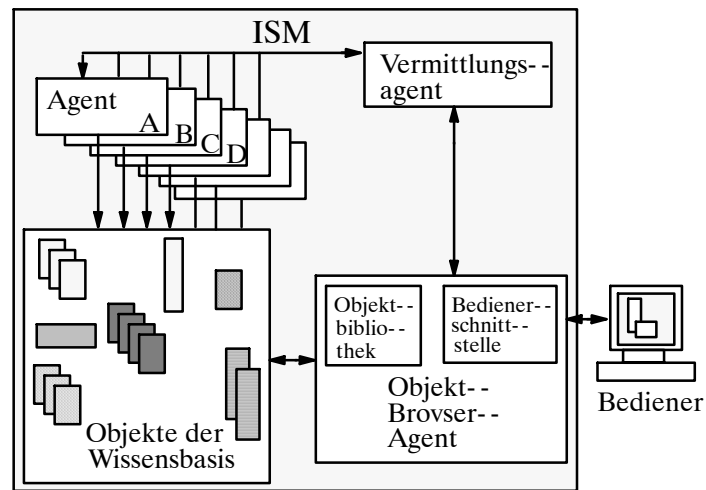 ISM
Agent
A
B
C
D
Vermittlungs--
agent
Objekt--
biblio--
thek
Bediener--
schnitt--
stelle
Objekt--
Brovser--
Agent
Objekte der
Wissensbasis
Bediener